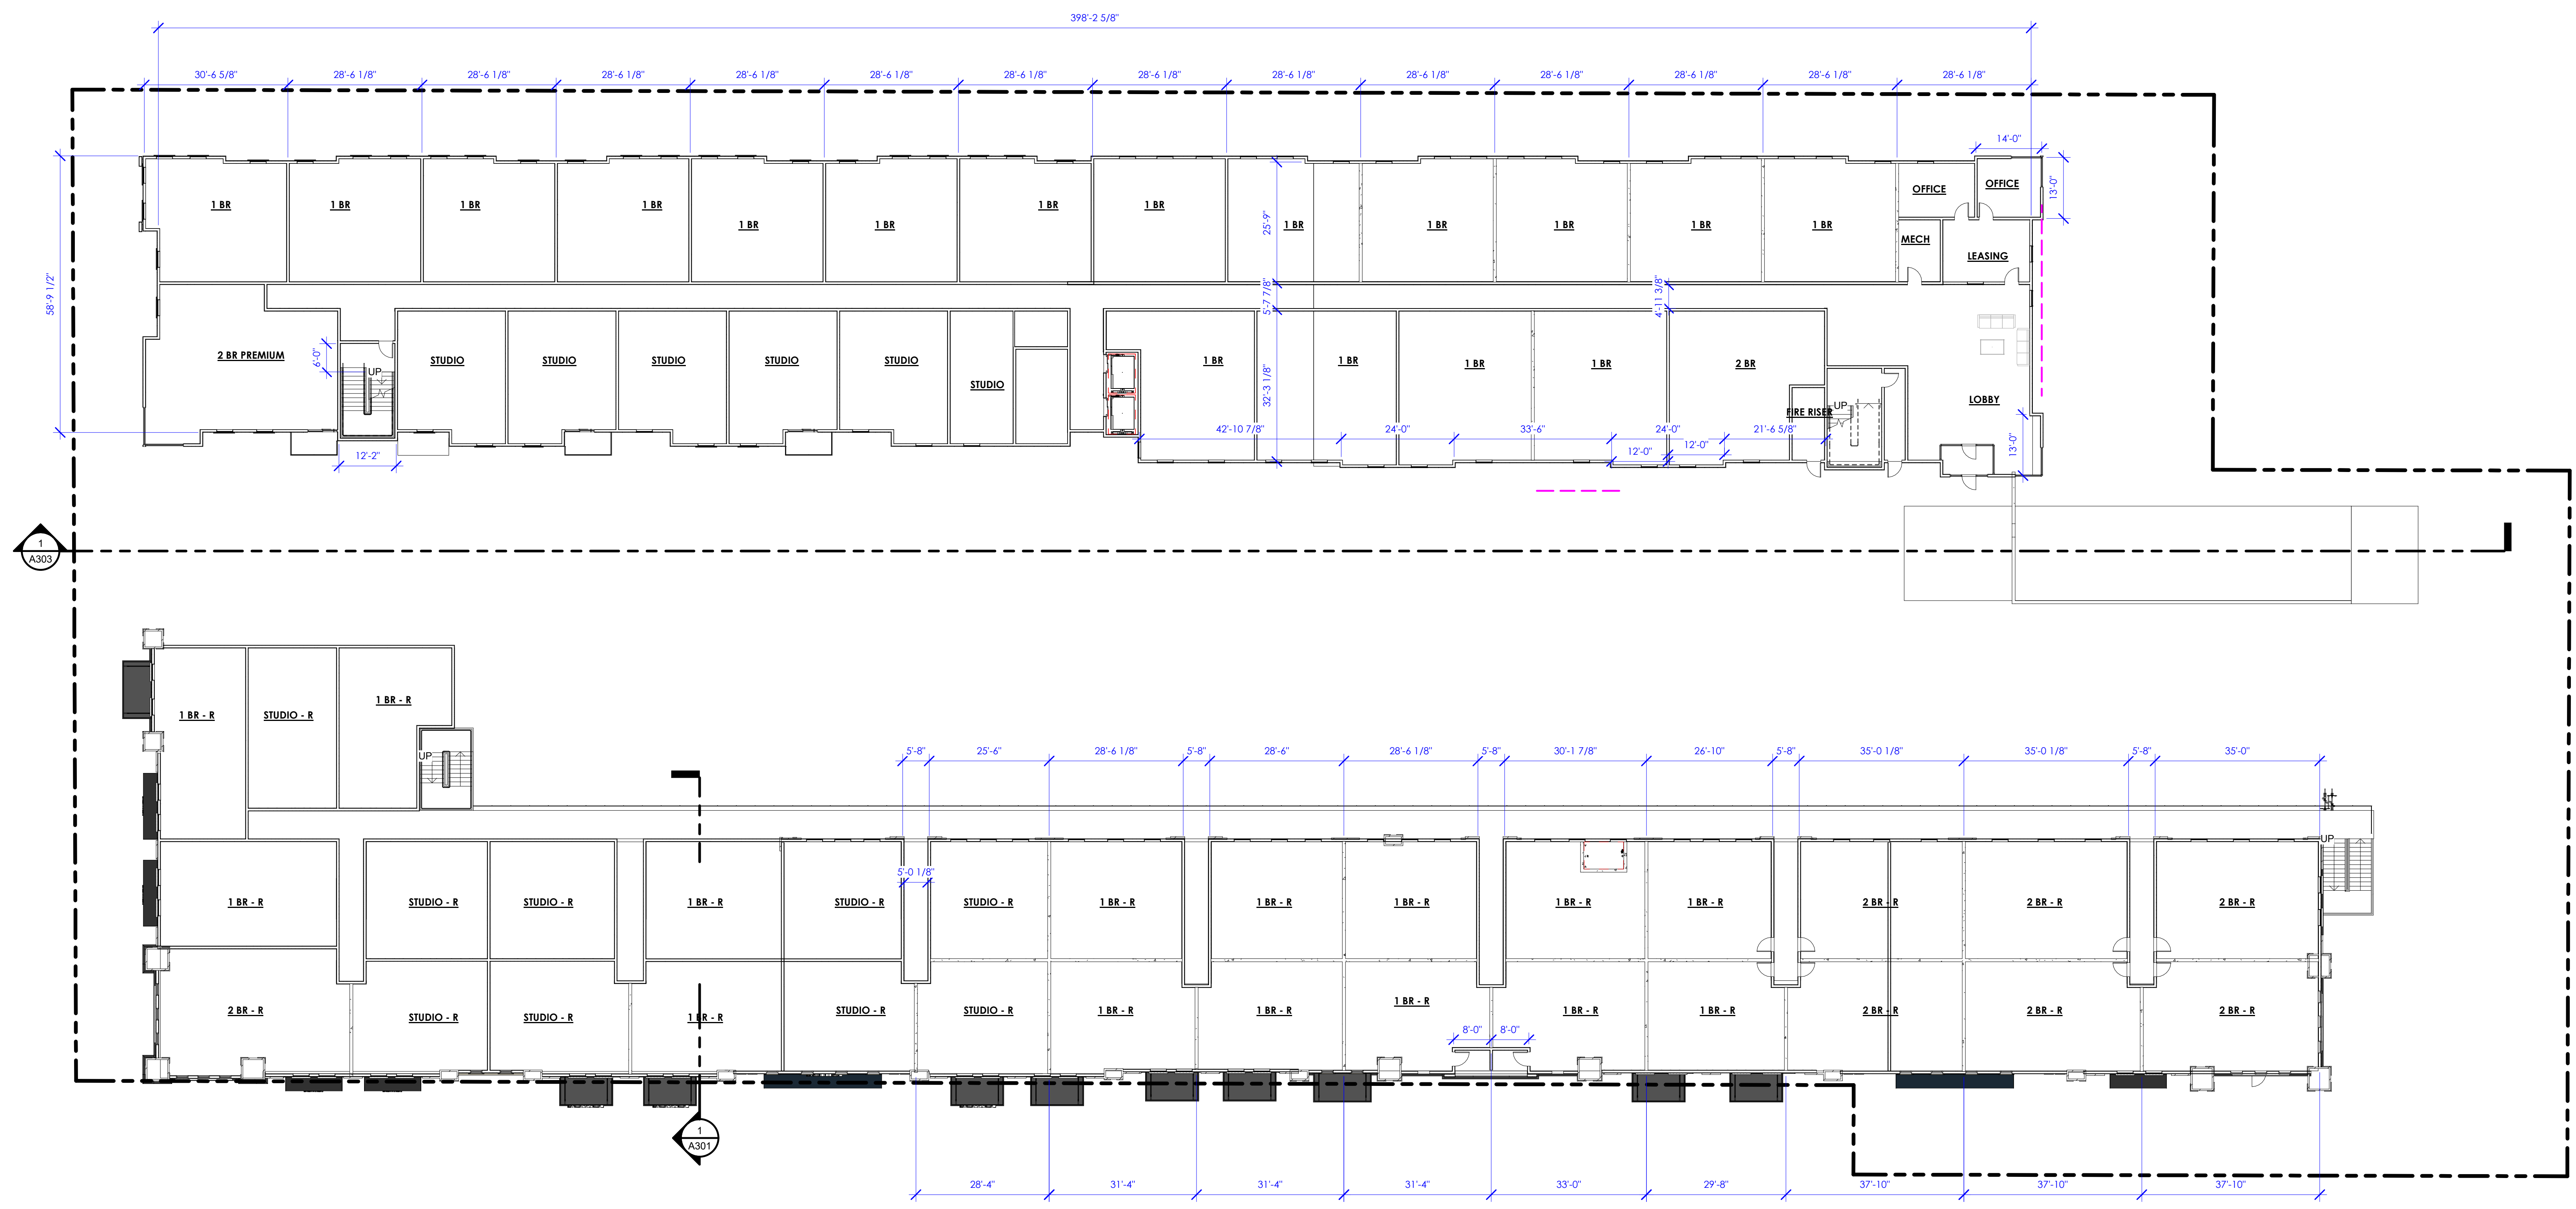 398'-2 5/8"
30'-6 5/8" 28'-6 1/8" 28'-6 1/8" 28'-6 1/8" 28'-6 1/8" 28'-6 1/8" 28'-6 1/8" 28'-6 1/8" 28'-6 1/8" 28'-6 1/8" 28'-6 1/8" 28'-6 1/8" 28'-6 1/8" 28'-6 1/8"
14'-0"
13'-0"
OFFICE OFFICE
1 BR 1 BR 1 BR 1 BR 1 BR 1 BR 1 BR 1 BR 1 BR 1 BR 1 BR 1 BR 1 BR
25'-9"
MECH
LEASING
58'-9 1/2"
5'-7 7/8"
4'-11 3/8"
2 BR PREMIUM
6'-0"
UP
STUDIO STUDIO STUDIO STUDIO STUDIO
STUDIO
1 BR 1 BR 1 BR 1 BR 2 BR
32'-3 1/8"
FIRE RISER
UP
LOBBY
42'-10 7/8" 24'-0" 33'-6" 24'-0" 21'-6 5/8"
12'-0" 12'-0"
13'-0"
12'-2"
1
A303
1 BR - R STUDIO - R 1 BR - R
UP
5'-8" 25'-6" 28'-6 1/8" 5'-8" 28'-6" 28'-6 1/8" 5'-8" 30'-1 7/8" 26'-10" 5'-8" 35'-0 1/8" 35'-0 1/8" 5'-8" 35'-0"
UP
5'-0 1/8"
1 BR - R STUDIO - R STUDIO - R 1 BR - R STUDIO - R STUDIO - R 1 BR - R 1 BR - R 1 BR - R 1 BR - R 1 BR - R 2 BR - R 2 BR - R 2 BR - R
2 BR - R STUDIO - R STUDIO - R 1 BR - R STUDIO - R STUDIO - R 1 BR - R 1 BR - R 1 BR - R 1 BR - R 1 BR - R 2 BR - R 2 BR - R 2 BR - R
8'-0" 8'-0"
1
A301
28'-4" 31'-4" 31'-4" 31'-4" 33'-0" 29'-8" 37'-10" 37'-10" 37'-10"